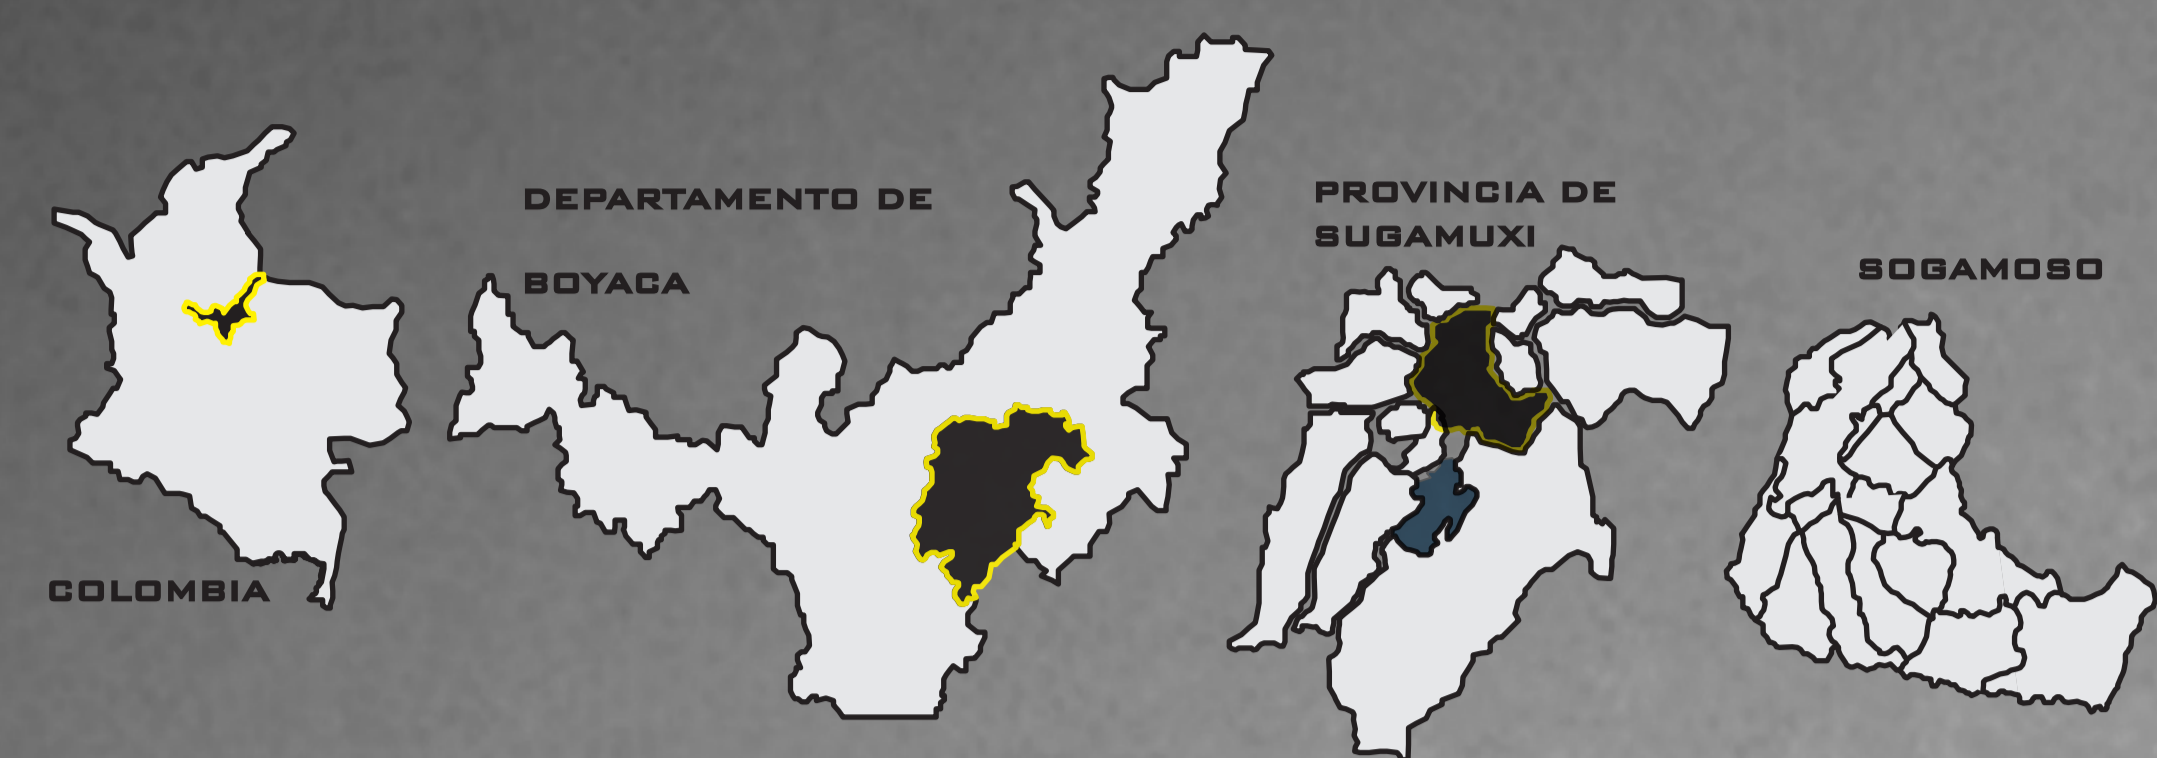 DEPARTAMENTO DE
BOYACA
PROVINCIA DE
SUGAMUXI
SOGAMOSO
COLOMBIA